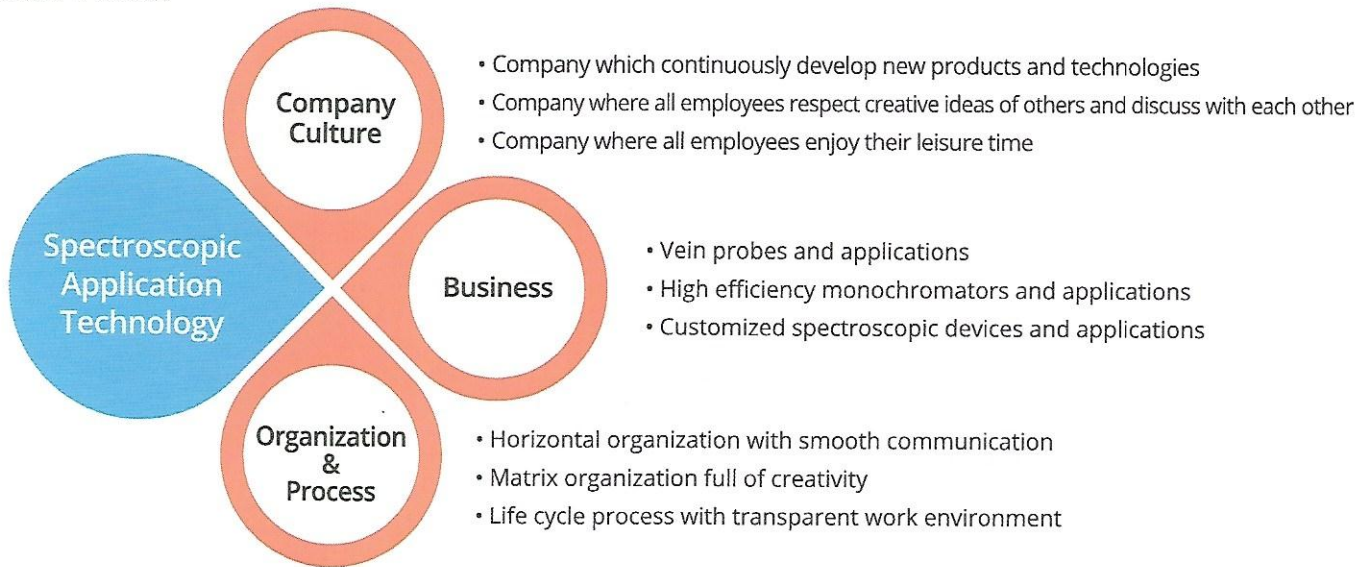 Company
Culture
• Company which continuously develop new products and technologies
• Company where all employees respect creative ideas of others and discuss with each other
• Company where all employees enjoy their leisure time
Spectroscopic
Application
Technology
Business
• Vein probes and applications
• High efficiency monochromators and applications
• Customized spectroscopic devices and applications
Organization
&
Process
• Horizontal organization with smooth communication
• Matrix organization full of creativity
• Life cycle process with transparent work environment